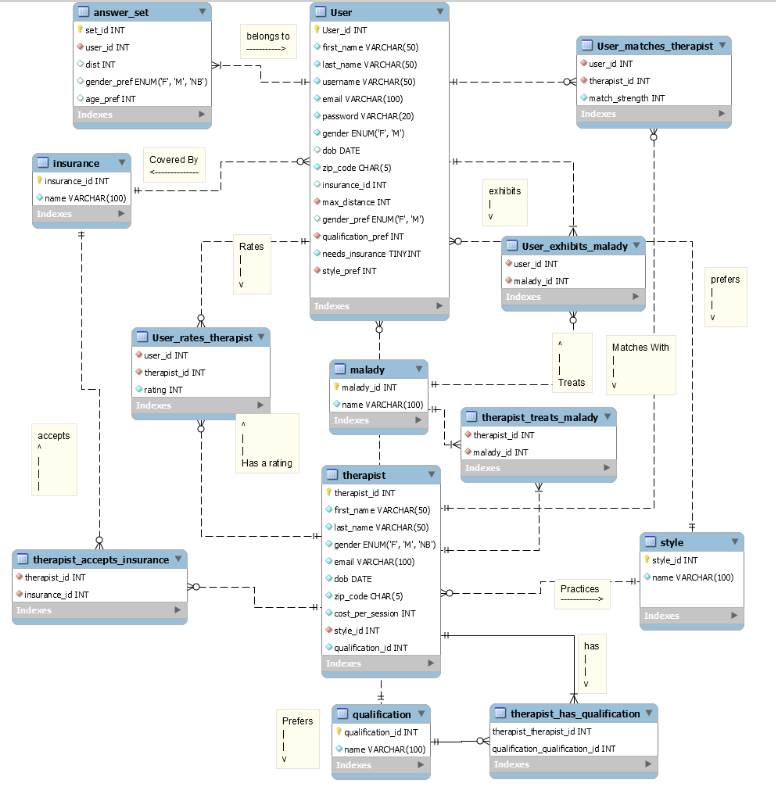 answer_set
set_id INT
user_id INT
dist INT
gender_pref ENUM('F', 'M', 'NB')
age_pref INT
Indexes
belongs to
------------>
User
User_id INT
first_name VARCHAR(50)
last_name VARCHAR(50)
username VARCHAR(50)
email VARCHAR(100)
password VARCHAR(20)
gender ENUM('F', 'M')
dob DATE
zip_code CHAR(5)
insurance_id INT
max_distance INT
gender_pref ENUM('F', 'M')
qualification_pref INT
needs_insurance TINYINT
style_pref INT
Indexes
User_matches_therapist
user_id INT
therapist_id INT
match_strength INT
Indexes
insurance
insurance_id INT
name VARCHAR(100)
Indexes
Covered By
<--------------
exhibits
|
v
User_exhibits_malady
user_id INT
malady_id INT
Indexes
Rates
|
|
v
prefers
|
|
v
User_rates_therapist
user_id INT
therapist_id INT
rating INT
Indexes
malady
malady_id INT
name VARCHAR(100)
Indexes
^
|
|
Treats
Matches With
|
|
v
^
|
|
Has a rating
therapist_treats_malady
therapist_id INT
malady_id INT
Indexes
accepts
^
|
|
|
therapist
therapist_id INT
first_name VARCHAR(50)
last_name VARCHAR(50)
gender ENUM('F', 'M', 'NB')
email VARCHAR(100)
dob DATE
zip_code CHAR(5)
cost_per_session INT
style_id INT
qualification_id INT
Indexes
therapist_accepts_insurance
therapist_id INT
insurance_id INT
Indexes
style
style_id INT
name VARCHAR(100)
Indexes
Practices
------------>
has
|
|
v
Prefers
|
|
v
qualification
qualification_id INT
name VARCHAR(100)
Indexes
therapist_has_qualification
therapist_therapist_id INT
qualification_qualification_id INT
Indexes